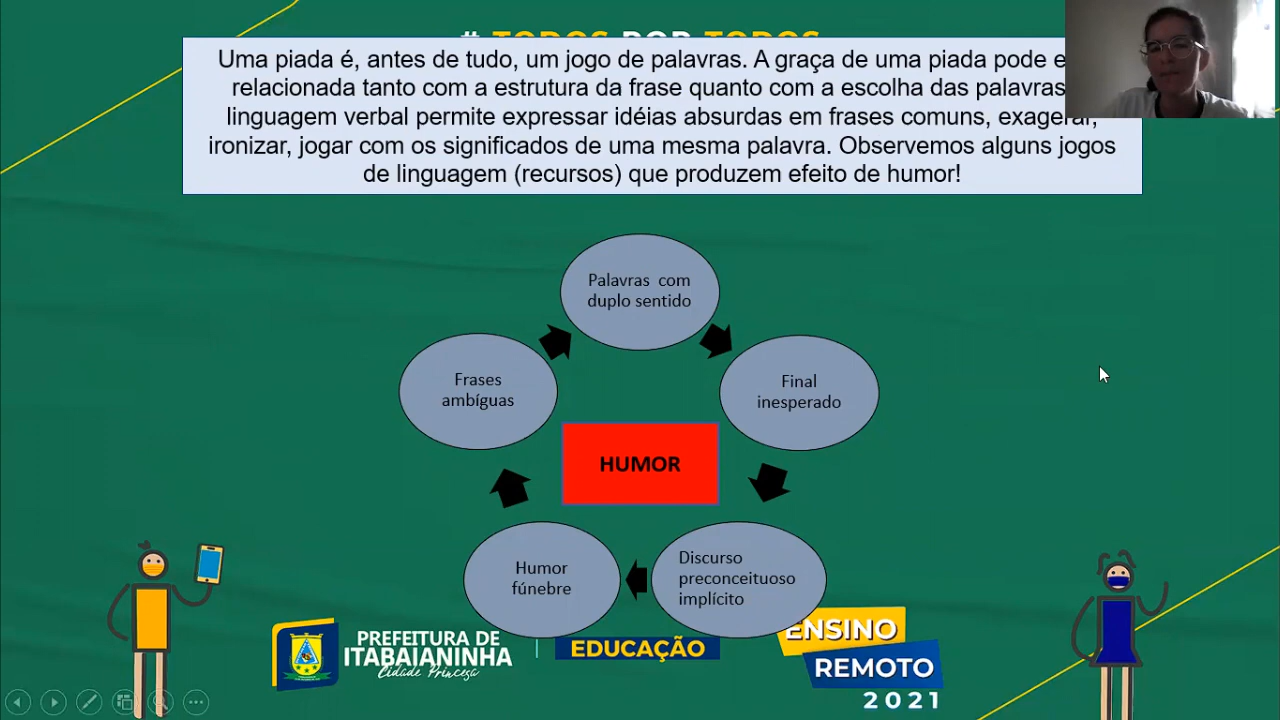 # TODOS POR TODOS
Uma piada é, antes de tudo, um jogo de palavras. A graça de uma piada pode e
relacionada tanto com a estrutura da frase quanto com a escolha das palavras
linguagem verbal permite expressar idéias absurdas em frases comuns, exagerar,
ironizar, jogar com os significados de uma mesma palavra. Observemos alguns jogos
de linguagem (recursos) que produzem efeito de humor!
Palavras com
duplo sentido
Frases
ambíguas
Final
inesperado
HUMOR
Humor
fúnebre
Discurso
preconceituoso
implícito
PREFEITURA DE
ITABAIANINHA
Cidade Princesa
EDUCAÇÃO
ENSINO
REMOTO
2021